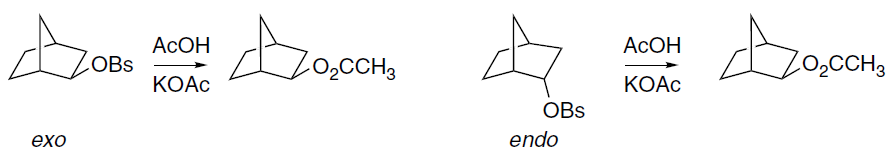 OBs
AcOH
KOAc
O₂CCH₃
exo
OBs
AcOH
KOAc
O₂CCH₃
endo